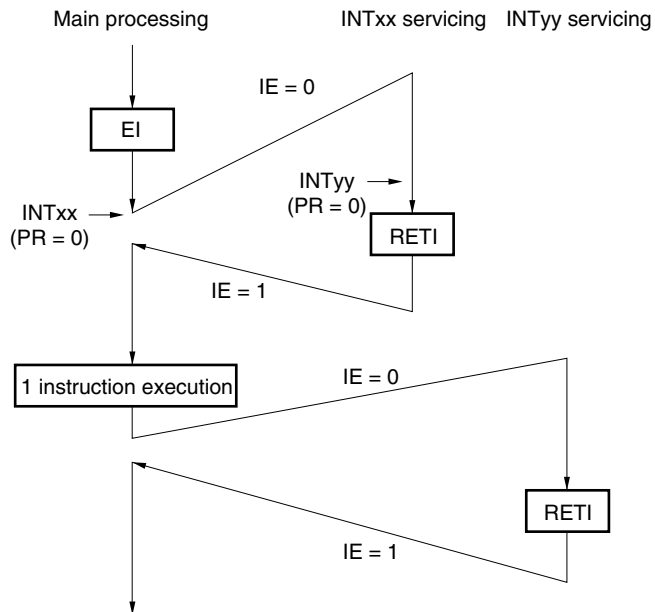 Main processing
INTxx servicing
INTyy servicing
IE = 0
EI
INTyy
(PR = 0)
INTxx
(PR = 0)
RETI
IE = 1
1 instruction execution
IE = 0
RETI
IE = 1